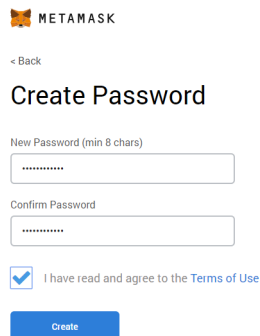 METAMASK
< Back
Create Password
New Password (min 8 chars)
••••••••••••
Confirm Password
••••••••••••
I have read and agree to the Terms of Use
Create